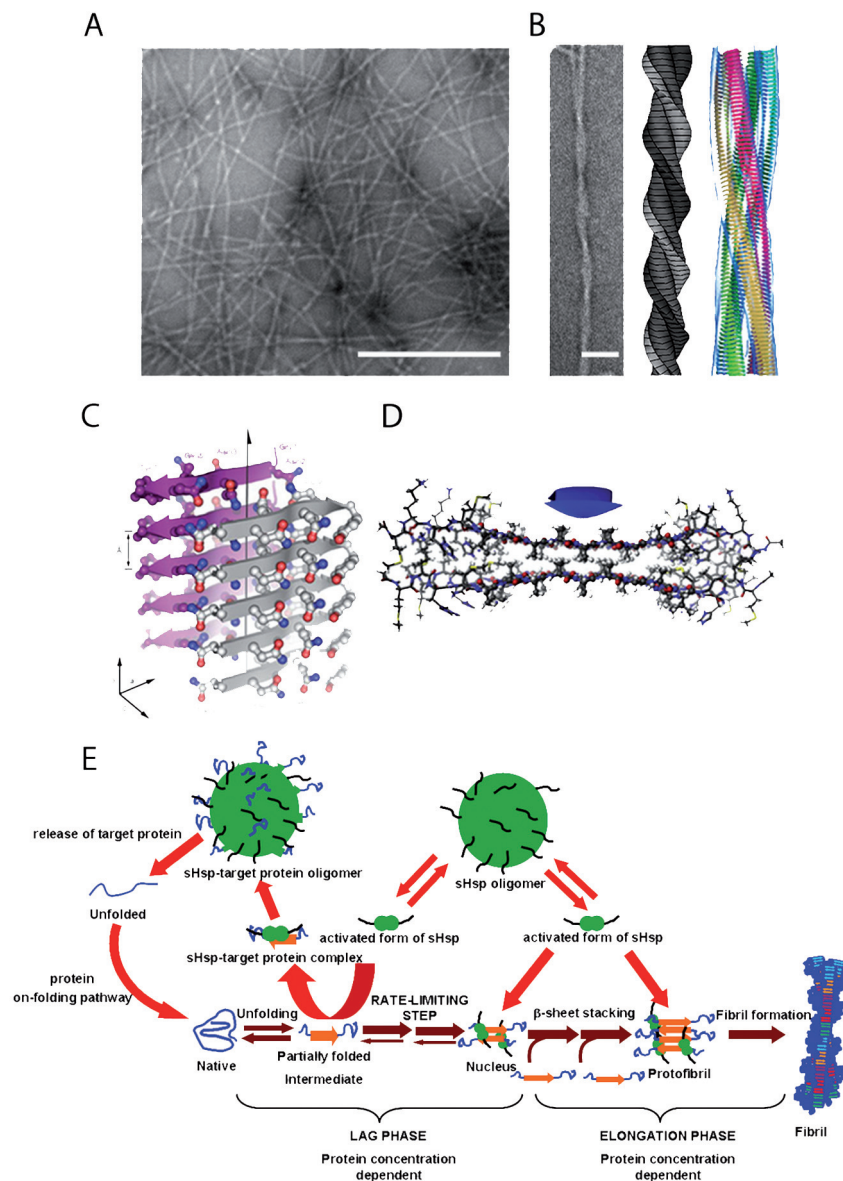 A
B
C
D
E
release of target protein
sHsp-target protein oligomer
sHsp oligomer
Unfolded
activated form of sHsp
activated form of sHsp
sHsp-target protein complex
protein
on-folding pathway
Unfolding
RATE-LIMITING
STEP
β-sheet stacking
Fibril formation
Native
Partially folded
Intermediate
Nucleus
Protofibril
Fibril
LAG PHASE
Protein concentration
dependent
ELONGATION PHASE
Protein concentration
dependent